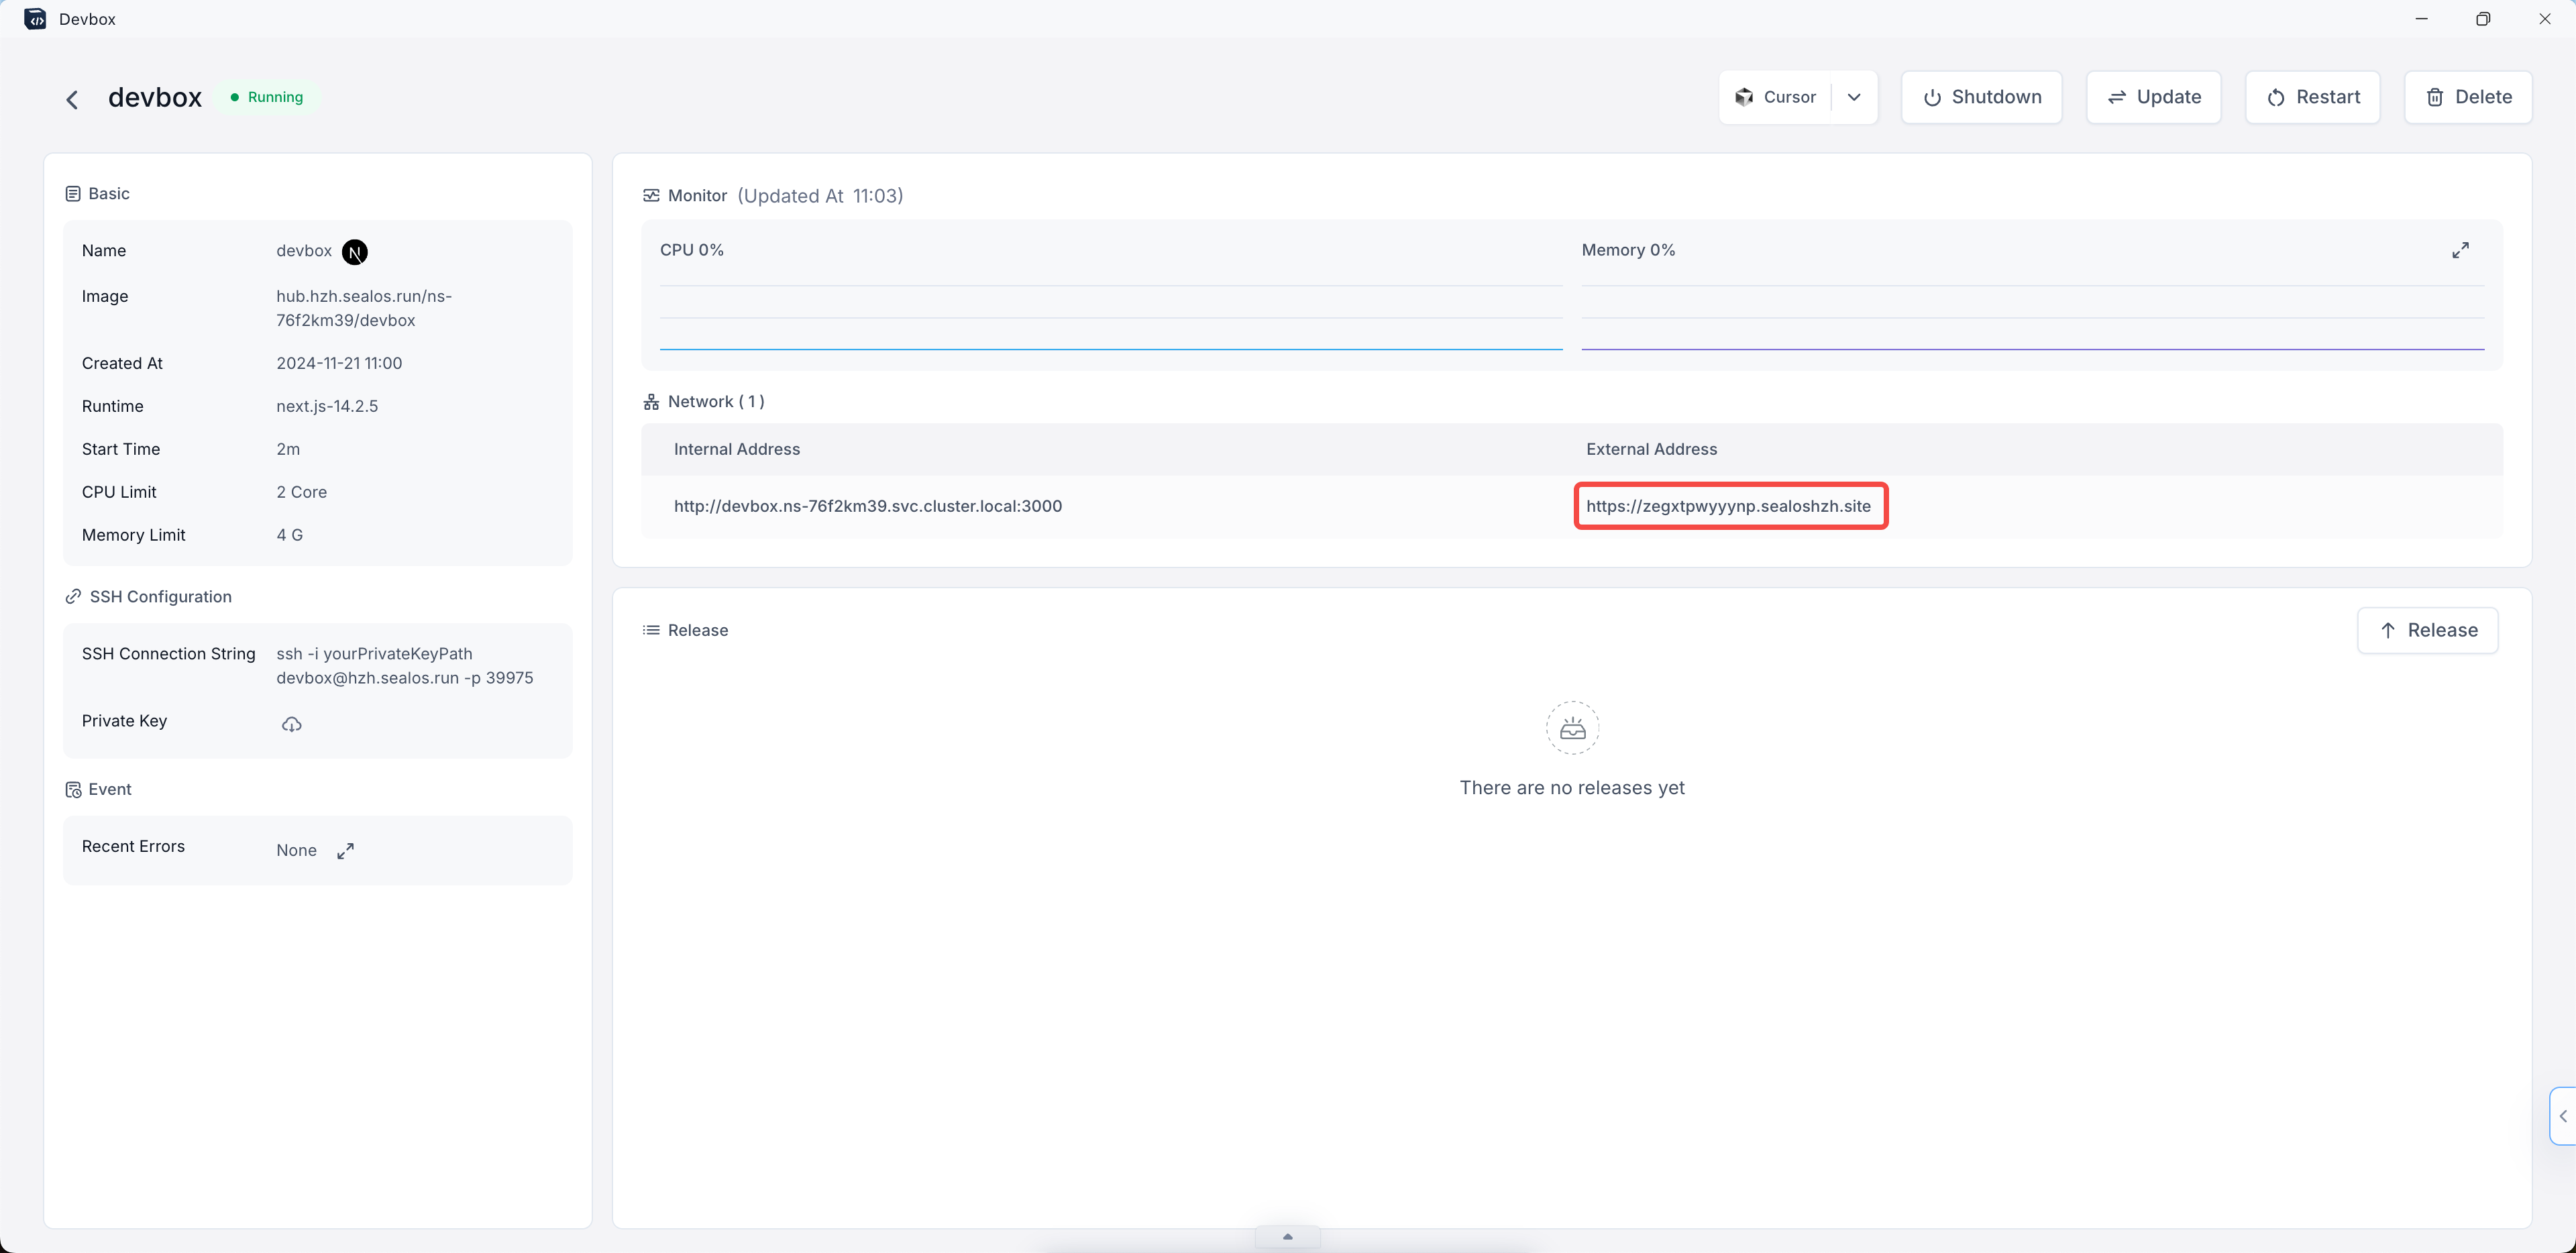 Devbox
devbox
Running
Cursor
Shutdown
Update
Restart
Delete
Basic
Name
devbox
N
Image
hub.hzh.sealos.run/ns-
76f2km39/devbox
Created At
2024-11-21 11:00
Runtime
next.js-14.2.5
Start Time
2m
CPU Limit
2 Core
Memory Limit
4 G
SSH Configuration
SSH Connection String
ssh -i yourPrivateKeyPath
devbox@hzh.sealos.run -p 39975
Private Key
Event
Recent Errors
None
Monitor (Updated At 11:03)
CPU 0%
Memory 0%
Network ( 1 )
Internal Address
External Address
http://devbox.ns-76f2km39.svc.cluster.local:3000
https://zegxtpwyyynp.sealoshzh.site
Release
Release
There are no releases yet